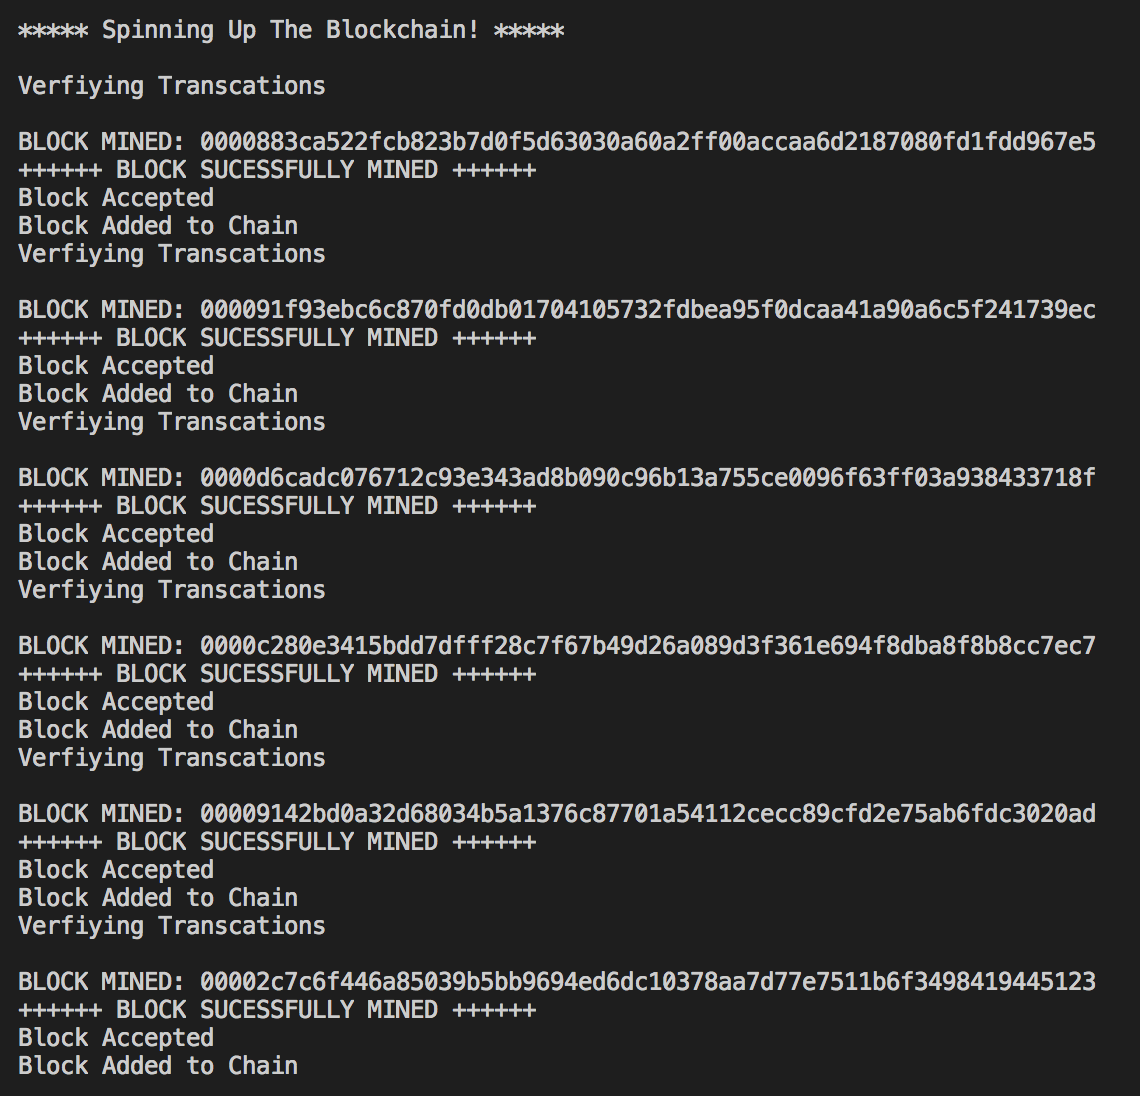 ***** Spinning Up The Blockchain! *****
Verfiying Transcations
BLOCK MINED: 0000883ca522fcb823b7d0f5d63030a60a2ff00accaa6d2187080fd1fdd967e5
++++++ BLOCK SUCESSFULLY MINED ++++++
Block Accepted
Block Added to Chain
Verfiying Transcations
BLOCK MINED: 000091f93ebc6c870fd0db01704105732fdbea95f0dcaa41a90a6c5f241739ec
++++++ BLOCK SUCESSFULLY MINED ++++++
Block Accepted
Block Added to Chain
Verfiying Transcations
BLOCK MINED: 0000d6cadc076712c93e343ad8b090c96b13a755ce0096f63ff03a938433718f
++++++ BLOCK SUCESSFULLY MINED ++++++
Block Accepted
Block Added to Chain
Verfiying Transcations
BLOCK MINED: 0000c280e3415bdd7dfff28c7f67b49d26a089d3f361e694f8dba8f8b8cc7ec7
++++++ BLOCK SUCESSFULLY MINED ++++++
Block Accepted
Block Added to Chain
Verfiying Transcations
BLOCK MINED: 00009142bd0a32d68034b5a1376c87701a54112cecc89cfd2e75ab6fdc3020ad
++++++ BLOCK SUCESSFULLY MINED ++++++
Block Accepted
Block Added to Chain
Verfiying Transcations
BLOCK MINED: 00002c7c6f446a85039b5bb9694ed6dc10378aa7d77e7511b6f3498419445123
++++++ BLOCK SUCESSFULLY MINED ++++++
Block Accepted
Block Added to Chain